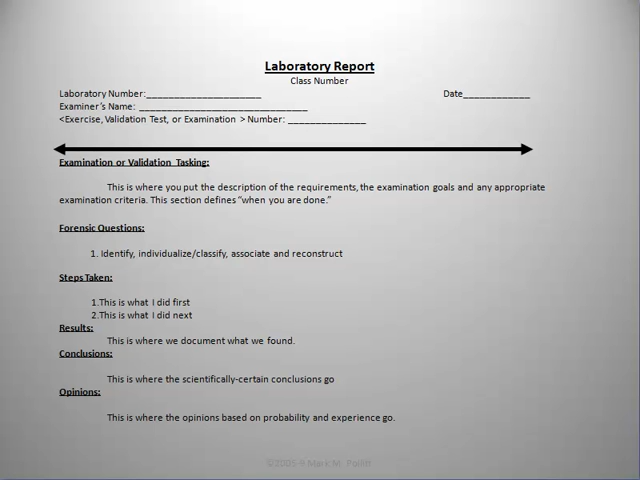 Laboratory Report
Class Number
Laboratory Number:_____________________ Date____________
Examiner's Name: _______________________________
<Exercise, Validation Test, or Examination > Number: ______________
Examination or Validation Tasking:
This is where you put the description of the requirements, the examination goals and any appropriate
examination criteria. This section defines "when you are done."
Forensic Questions:
1. Identify, individualize/classify, associate and reconstruct
Steps Taken:
1.This is what I did first
2.This is what I did next
Results:
This is where we document what we found.
Conclusions:
This is where the scientifically-certain conclusions go
Opinions:
This is where the opinions based on probability and experience go.
Mark M.